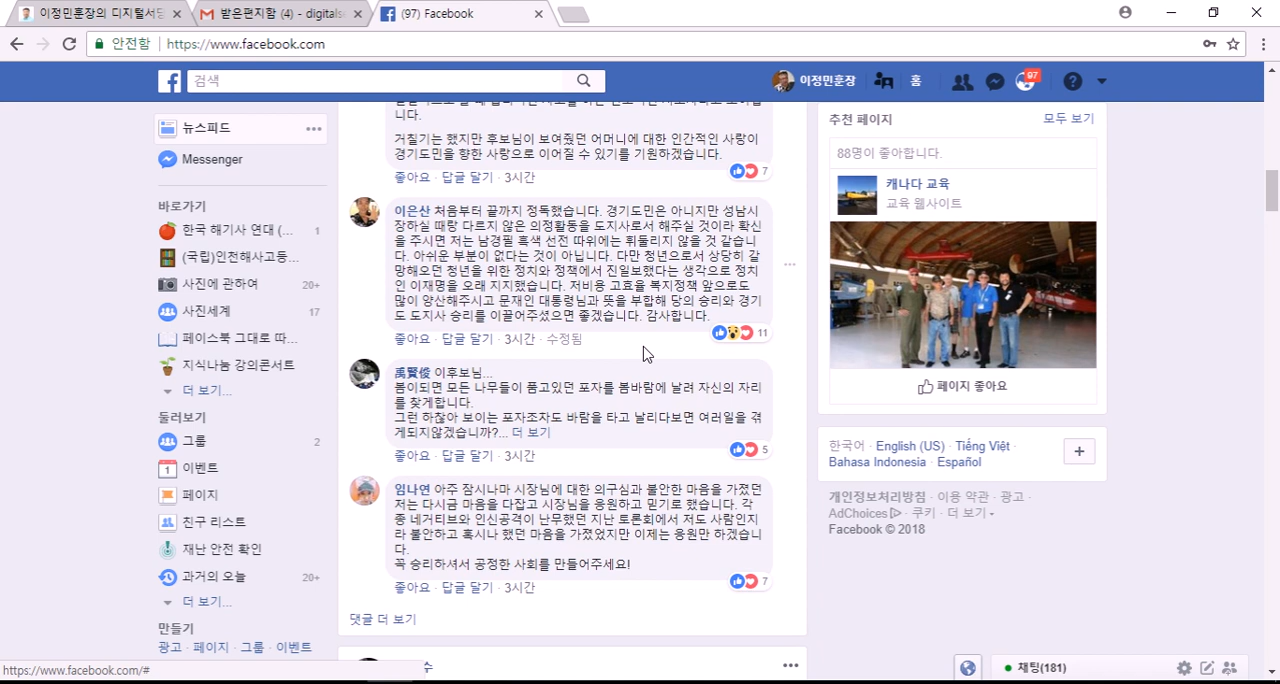 이정민훈장의 디지털서당
받은편지함 (4) - digitalse
(97) Facebook
안전함
https://www.facebook.com
검색
이정민훈장
홈
97
니다.
거칠기는 했지만 후보님이 보여줬던 어머니에 대한 인간적인 사랑이
경기도민을 향한 사랑으로 이어질 수 있기를 기원하겠습니다.
7
좋아요 · 답글 달기 · 3시간
이은산 처음부터 끝까지 정독했습니다. 경기도민은 아니지만 성남시
장하실 때랑 다르지 않은 의정활동을 도지사로서 해주실 것이라 확신
을 주시면 저는 남경필 흑색 선전 따위에는 휘둘리지 않을 것 같습니
다. 아쉬운 부분이 없다는 것이 아닙니다. 다만 청년으로서 상당히 갈
망해오던 청년을 위한 정치와 정책에서 진일보했다는 생각으로 정치
인 이재명을 오래 지지했습니다. 저비용 고효율 복지정책 앞으로도
많이 양산해주시고 문재인 대통령님과 뜻을 부합해 당의 승리와 경기
도 도지사 승리를 이끌어주셨으면 좋겠습니다. 감사합니다.
11
좋아요 · 답글 달기 · 3시간 · 수정됨
禹賢俊 이후보님...
봄이되면 모든 나무들이 품고있던 포자를 봄바람에 날려 자신의 자리
를 찾게합니다.
그런 하찮아 보이는 포자조차도 바람을 타고 날리다보면 여러일을 겪
게되지않겠습니까?... 더 보기
5
좋아요 · 답글 달기 · 3시간
임나연 아주 잠시나마 시장님에 대한 의구심과 불안한 마음을 가졌던
저는 다시금 마음을 다잡고 시장님을 응원하고 믿기로 했습니다. 각
종 네거티브와 인신공격이 난무했던 지난 토론회에서 저도 사람인지
라 불안하고 혹시나 했던 마음을 가졌었지만 이제는 응원만 하겠습니
다.
꼭 승리하셔서 공정한 사회를 만들어주세요!
7
좋아요 · 답글 달기 · 3시간
댓글 더 보기
수
뉴스피드
Messenger
바로가기
한국 해기사 연대 (... 1
(국립)인천해사고등...
사진에 관하여 20+
사진세계 17
페이스북 그대로 따...
지식나눔 강의콘서트
더 보기...
둘러보기
그룹 2
이벤트
페이지
친구 리스트
재난 안전 확인
과거의 오늘 20+
더 보기...
만들기
광고 · 페이지 · 그룹 · 이벤트
https://www.facebook.com/#
추천 페이지 모두 보기
88명이 좋아합니다.
캐나다 교육
교육 웹사이트
페이지 좋아요
한국어 · English (US) · Tiếng Việt ·
Bahasa Indonesia · Español
개인정보처리방침 · 이용 약관 · 광고 ·
AdChoices · 쿠키 · 더 보기
Facebook © 2018
채팅(181)